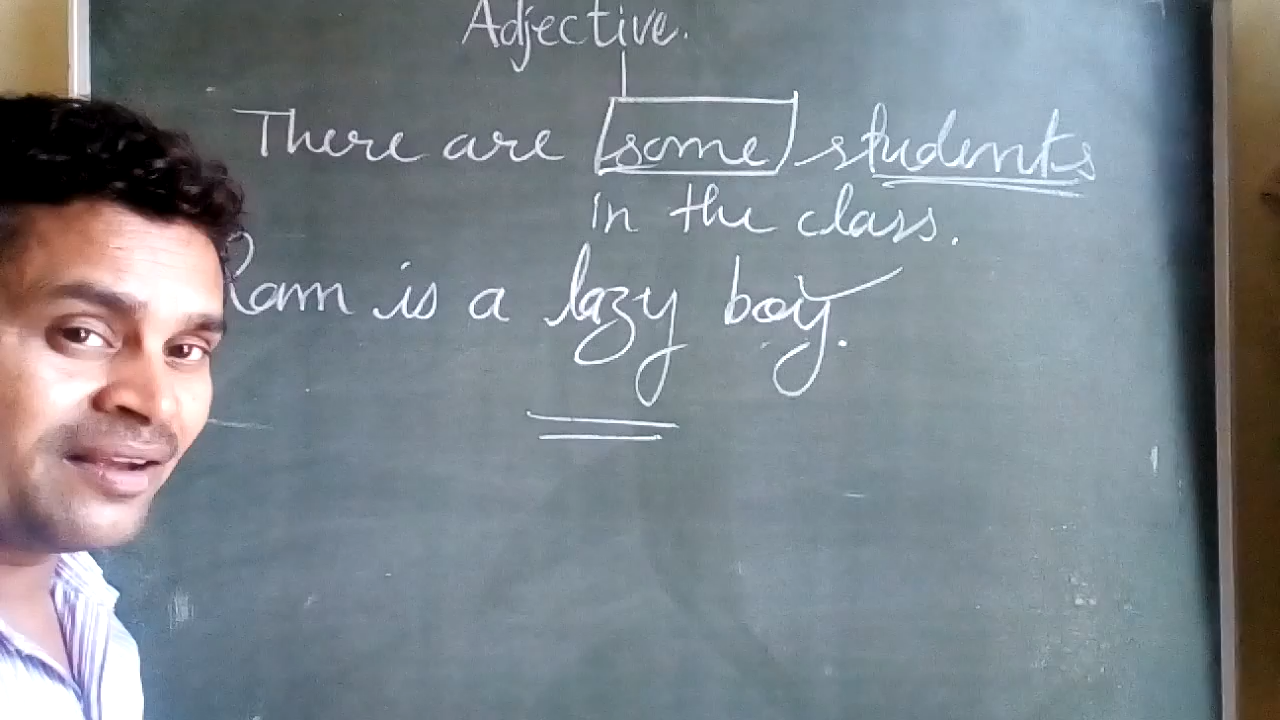 Adjective.
There are some students
in the class.
Ram is a lazy boy.